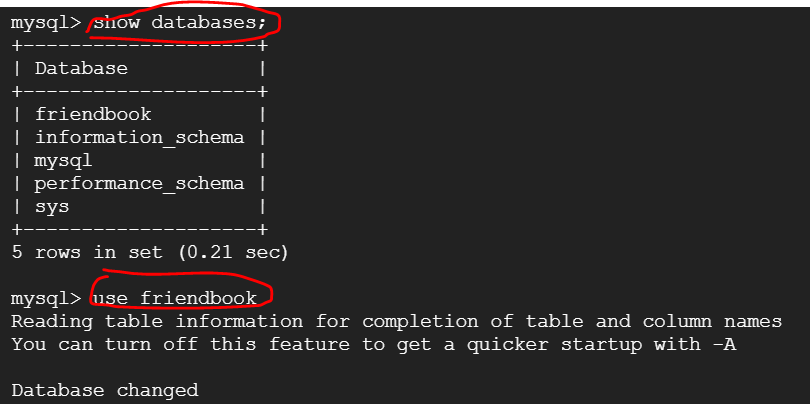 mysql> show databases;
+--------------------+
| Database           |
+--------------------+
| friendbook         |
| information_schema |
| mysql              |
| performance_schema |
| sys                |
+--------------------+
5 rows in set (0.21 sec)
mysql> use friendbook
Reading table information for completion of table and column names
You can turn off this feature to get a quicker startup with -A
Database changed